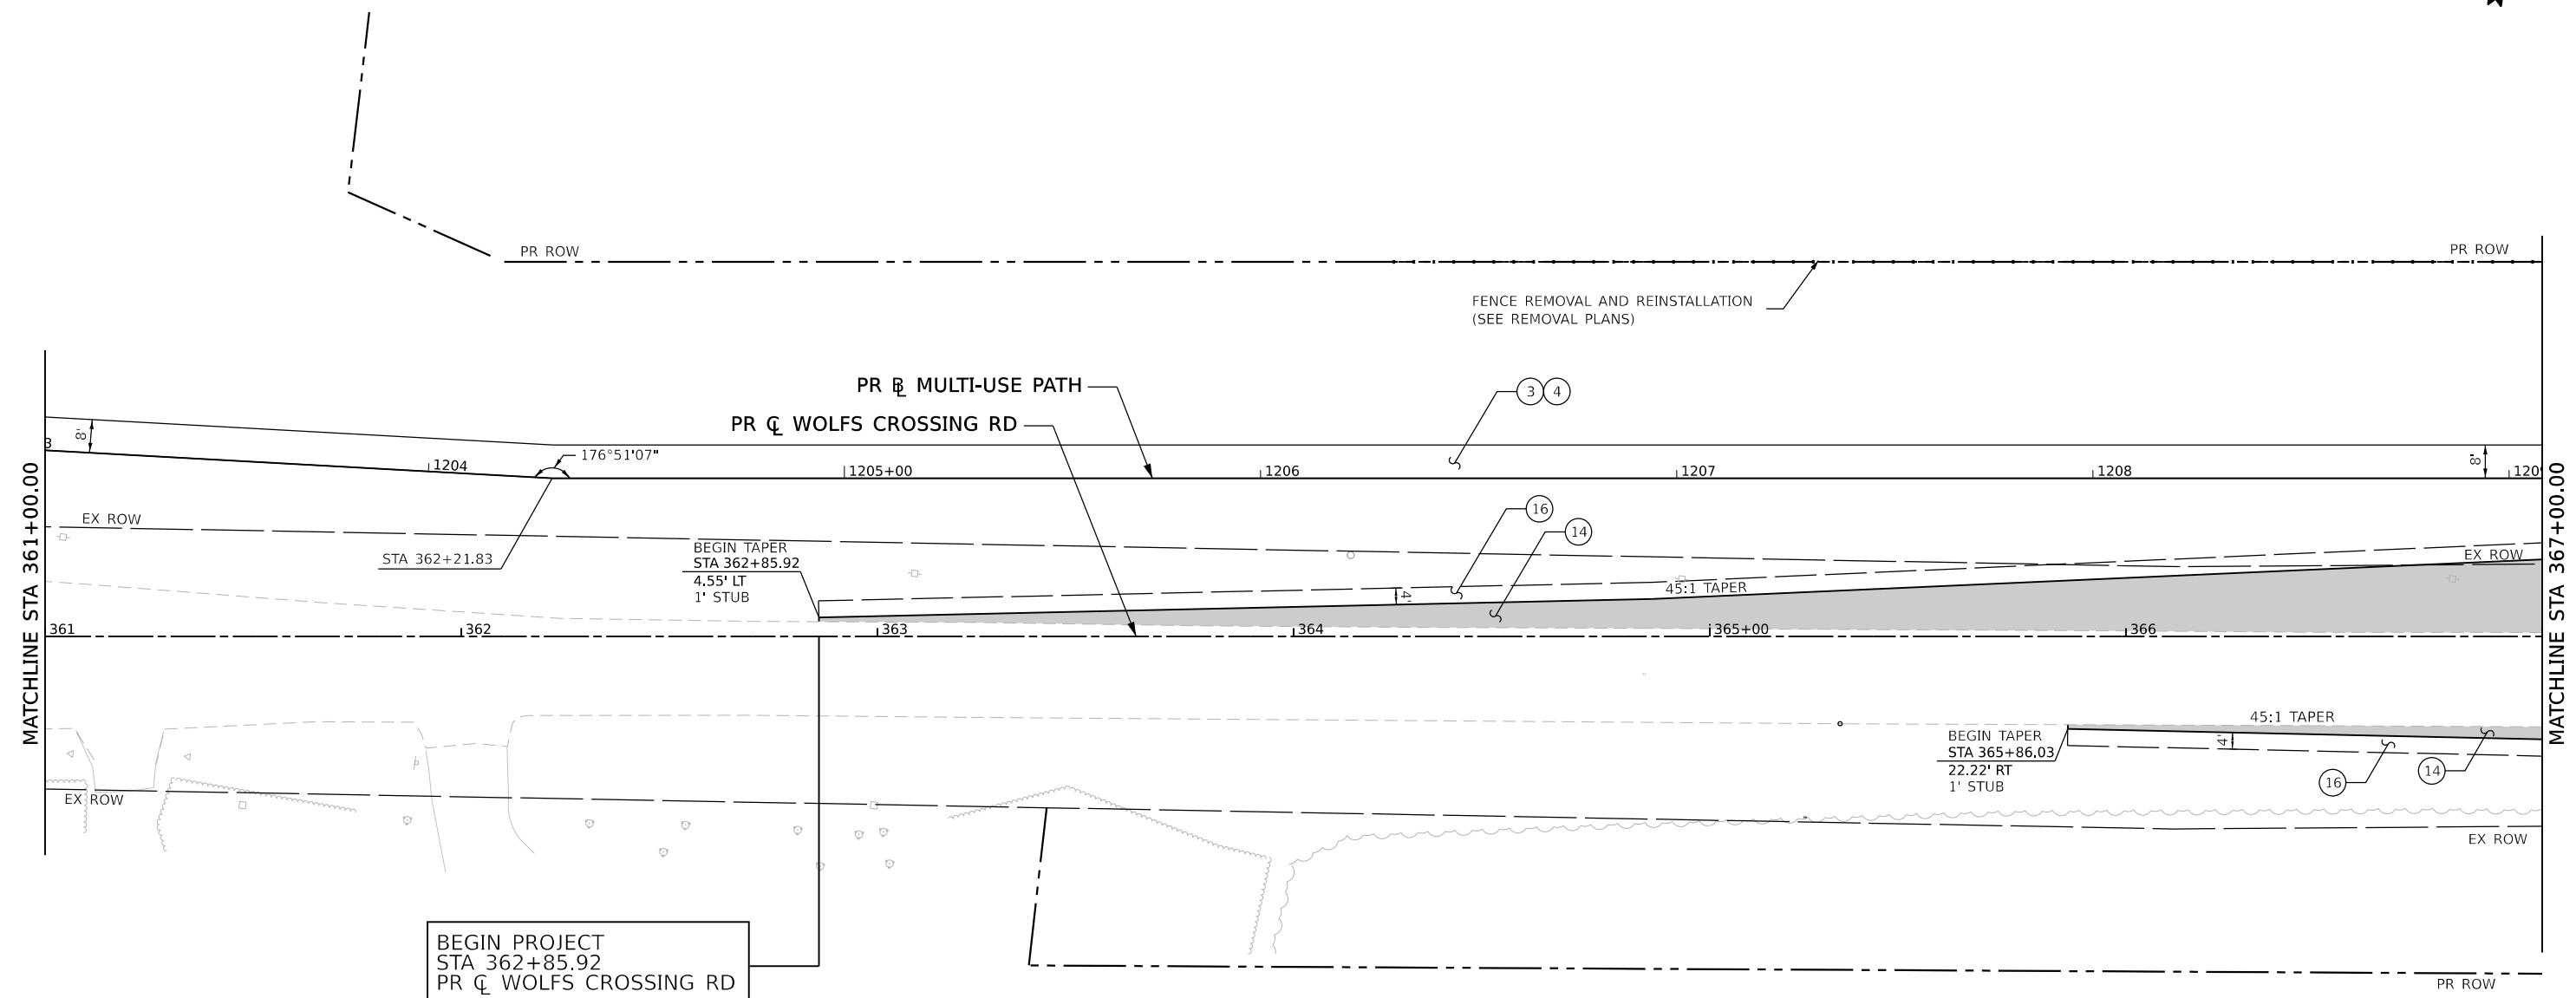 PR ROW
PR ROW
FENCE REMOVAL AND REINSTALLATION
(SEE REMOVAL PLANS)
PR ℄ MULTI-USE PATH
PR ℄ WOLFS CROSSING RD
3 4
8'
3
1204
176°51'07"
1205+00
1206
1207
1208
8'
EX ROW
STA 362+21.83
BEGIN TAPER
STA 362+85.92
4.55' LT
1' STUB
16
14
4'
45:1 TAPER
EX ROW
MATCHLINE STA 361+00.00
MATCHLINE STA 367+00.00
361
362
363
364
365+00
366
45:1 TAPER
BEGIN TAPER
STA 365+86.03
22.22' RT
1' STUB
4'
16
14
EX ROW
EX ROW
BEGIN PROJECT
STA 362+85.92
PR ℄ WOLFS CROSSING RD
PR ROW